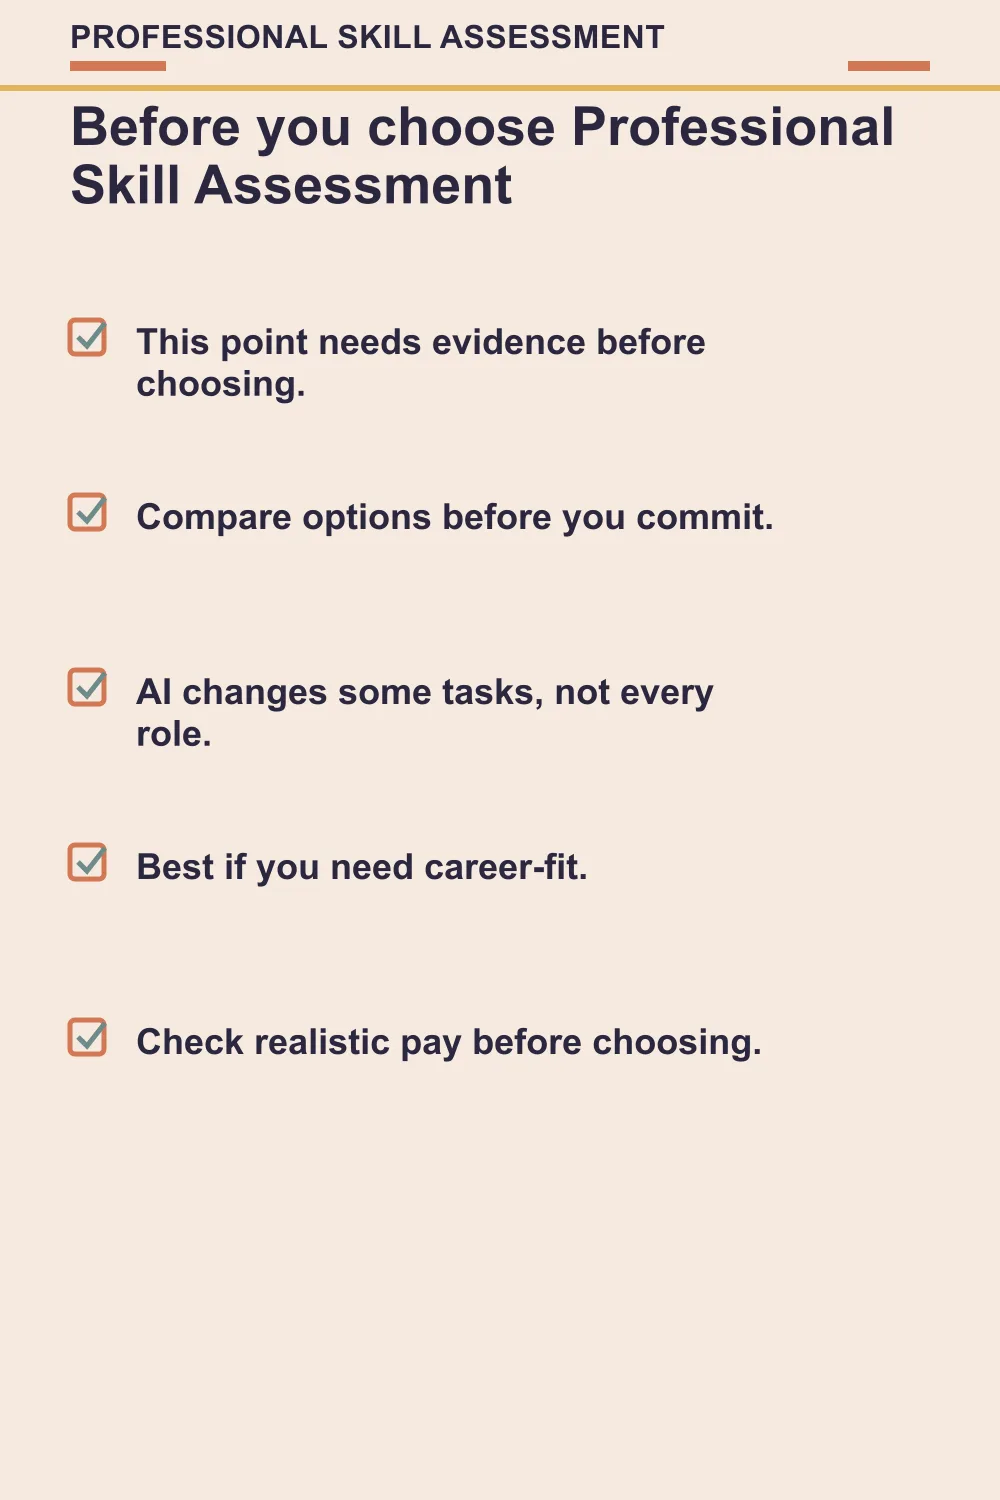 PROFESSIONAL SKILL ASSESSMENT
Before you choose Professional
Skill Assessment
This point needs evidence before
choosing.
Compare options before you commit.
AI changes some tasks, not every
role.
Best if you need career-fit.
Check realistic pay before choosing.